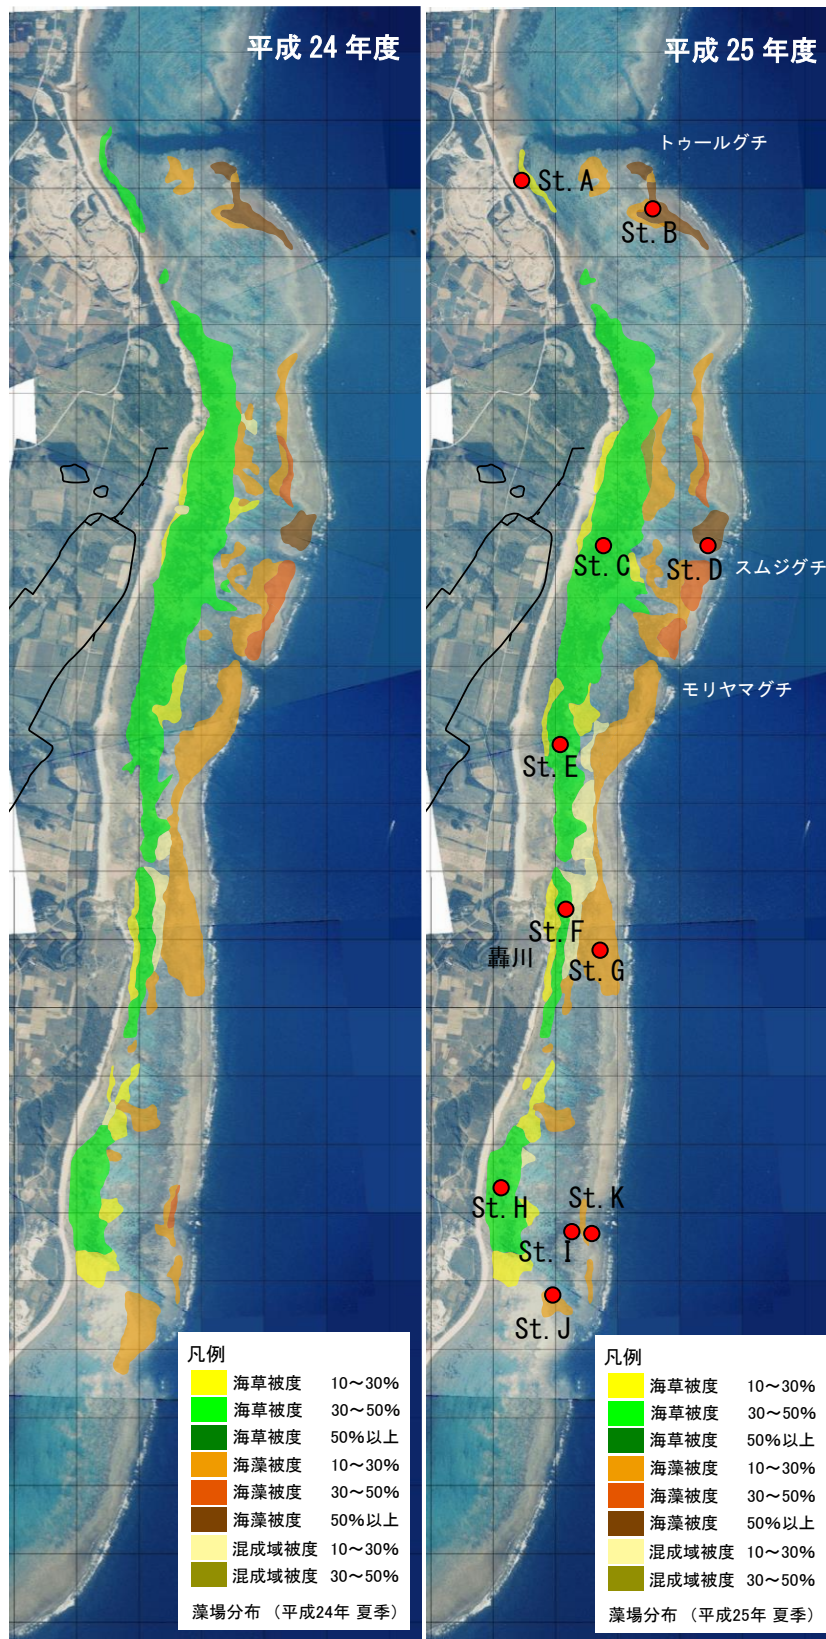 平成 24 年度
凡例
海草被度 10~30%
海草被度 30~50%
海草被度 50%以上
海藻被度 10~30%
海藻被度 30~50%
海藻被度 50%以上
混成域被度 10~30%
混成域被度 30~50%
藻場分布 (平成24年 夏季)
平成 25 年度
トゥールグチ
St. A
St. B
St. C
St. D
スムジグチ
モリヤマグチ
St. E
St. F
轟川
St. G
St. H
St. K
St. I
St. J
凡例
海草被度 10~30%
海草被度 30~50%
海草被度 50%以上
海藻被度 10~30%
海藻被度 30~50%
海藻被度 50%以上
混成域被度 10~30%
混成域被度 30~50%
藻場分布 (平成25年 夏季)